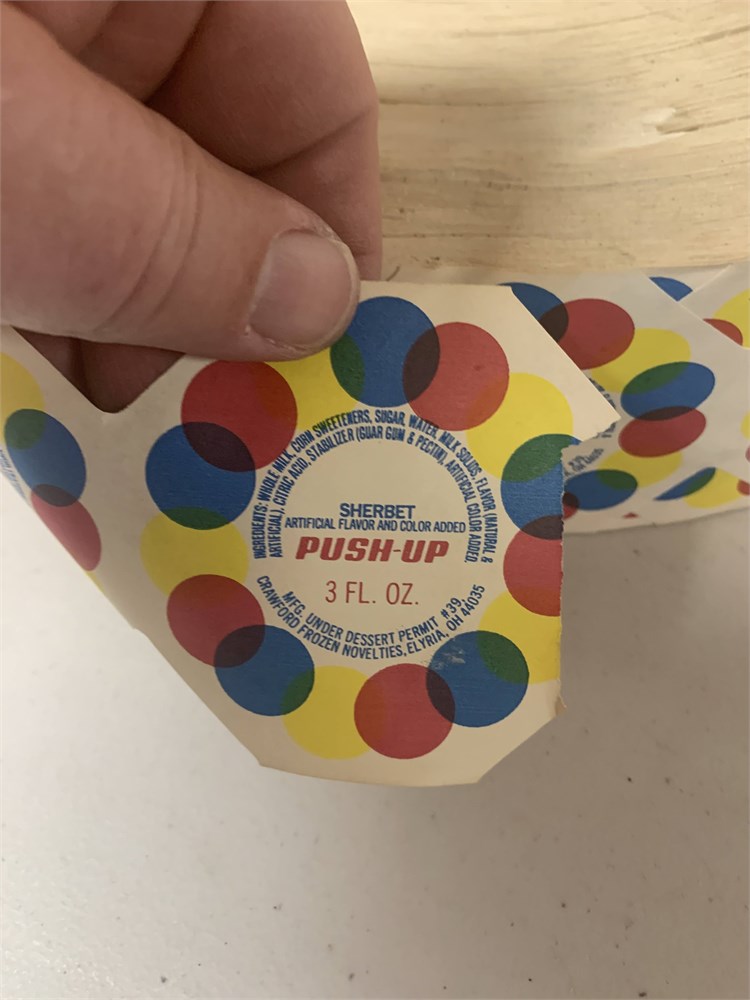 INGREDIENTS: WHOLE MILK, CORN SWEETENERS, SUGAR, WATER, MILK SOLIDS, FLAVOR (NATURAL &
ARTIFICIAL), CITRIC ACID, STABILIZER (GUAR GUM & PECTIN), ARTIFICIAL COLOR ADDED.
SHERBET
ARTIFICIAL FLAVOR AND COLOR ADDED
PUSH-UP
3 FL. OZ.
MFG. UNDER DESSERT PERMIT #39
CRAWFORD FROZEN NOVELTIES, ELYRIA, OH 44035